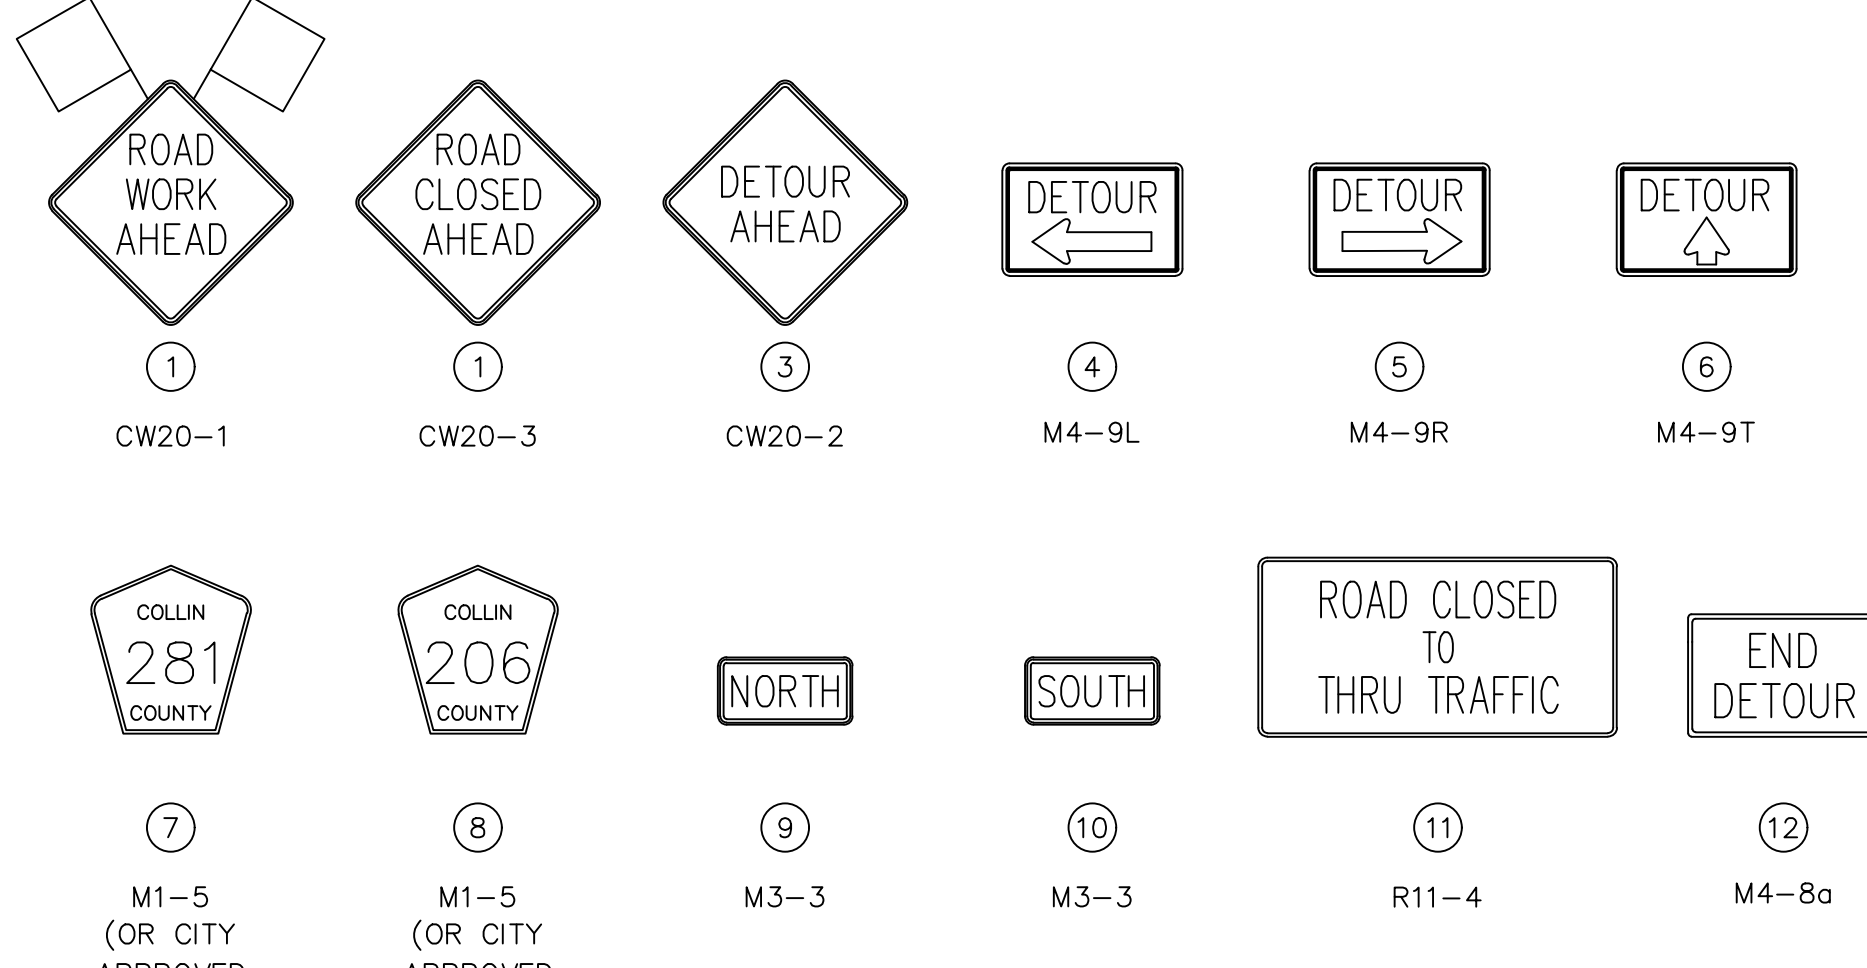 ROAD
WORK
AHEAD
1
CW20-1
ROAD
CLOSED
AHEAD
1
CW20-3
DETOUR
AHEAD
3
CW20-2
DETOUR
4
M4-9L
DETOUR
5
M4-9R
DETOUR
6
M4-9T
COLLIN
281
COUNTY
7
M1-5
(OR CITY
APPROVED
COLLIN
206
COUNTY
8
M1-5
(OR CITY
APPROVED
NORTH
9
M3-3
SOUTH
10
M3-3
ROAD CLOSED
TO
THRU TRAFFIC
11
R11-4
END
DETOUR
12
M4-8a